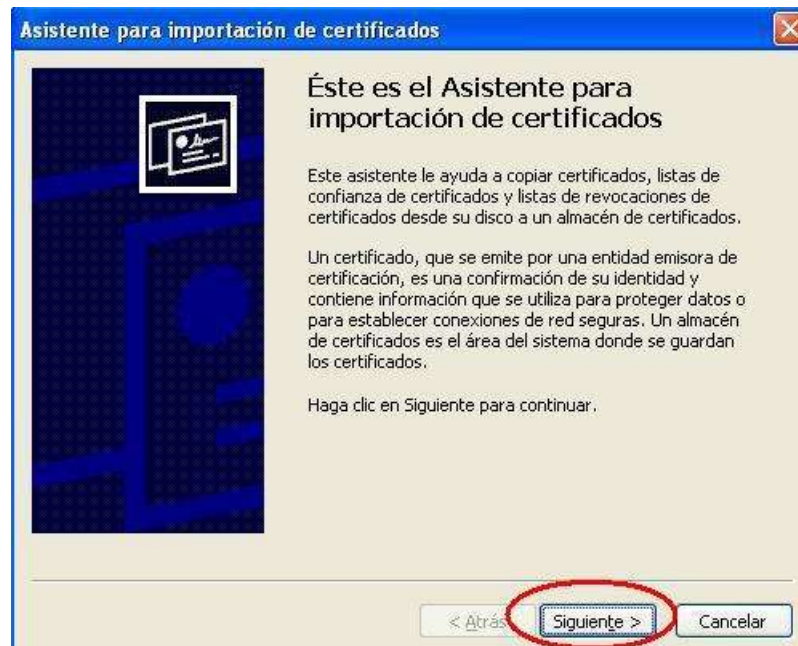 Asistente para importación de certificados
Éste es el Asistente para
importación de certificados
Este asistente le ayuda a copiar certificados, listas de
confianza de certificados y listas de revocaciones de
certificados desde su disco a un almacén de certificados.
Un certificado, que se emite por una entidad emisora de
certificación, es una confirmación de su identidad y
contiene información que se utiliza para proteger datos o
para establecer conexiones de red seguras. Un almacén
de certificados es el área del sistema donde se guardan
los certificados.
Haga clic en Siguiente para continuar.
< Atrás Siguiente > Cancelar